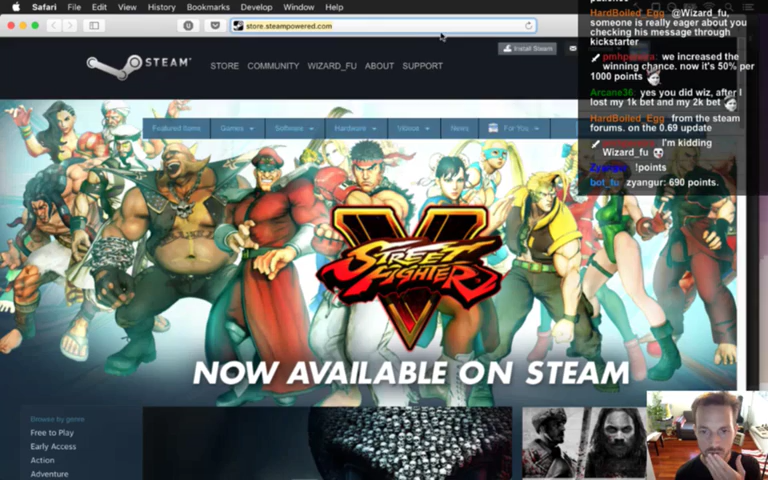 Safari File Edit View History Bookmarks Develop Window Help
store.steampowered.com
Install Steam
STEAM
STORE COMMUNITY WIZARD_FU ABOUT SUPPORT
Featured Items Games Software Hardware Videos News For You
V
STREET
FIGHTER
NOW AVAILABLE ON STEAM
Browse by genre
Free to Play
Early Access
Action
Adventure
HardBoiled_Egg @Wizard_fu,
someone is really eager about you
checking his message through
kickstarter
we increased the
winning chance. now it's 50% per
1000 points
Arcane36: yes you did wiz, after I
lost my 1k bet and my 2k bet
HardBoiled_Egg from the steam
forums. on the 0.69 update
I'm kidding
Wizard_fu
Zyangur: !points
bot_fu zyangur: 690 points.